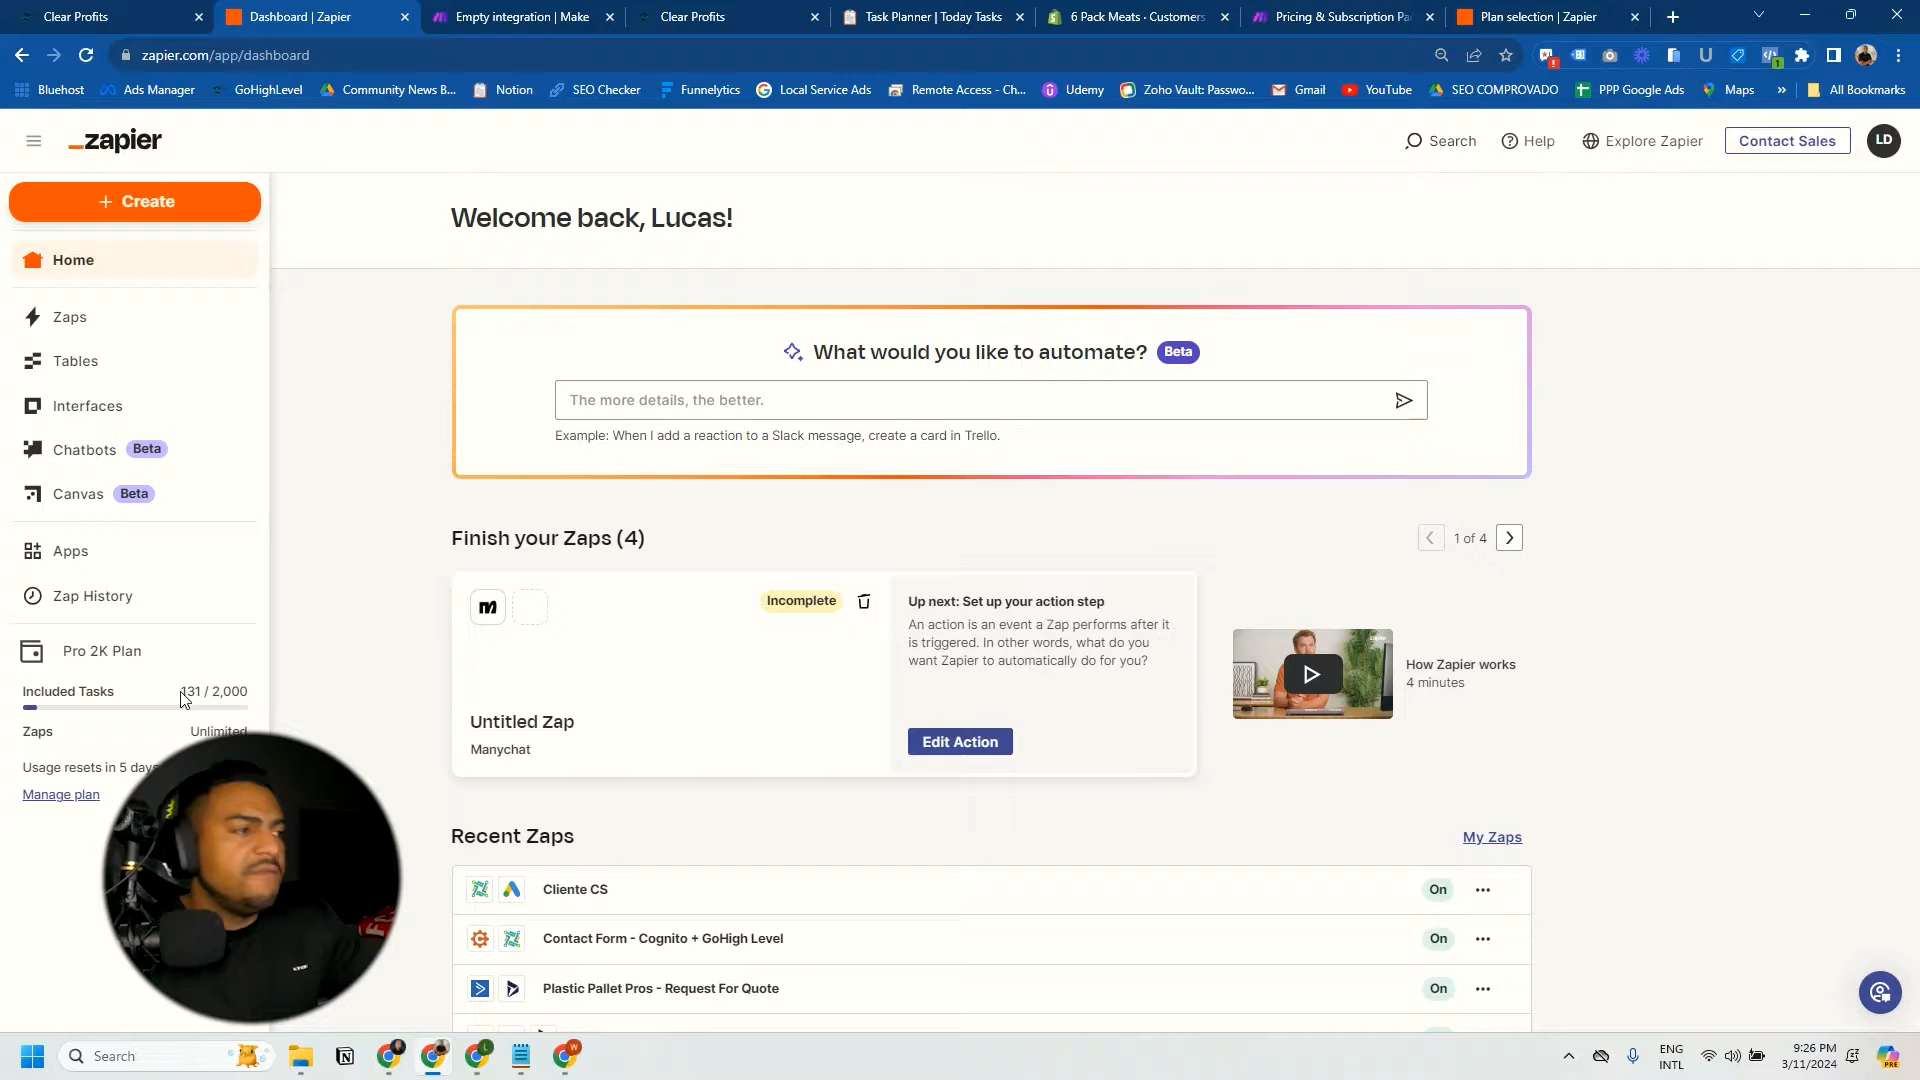 Clear Profits
Dashboard | Zapier
Empty integration | Make
Clear Profits
Task Planner | Today Tasks
6 Pack Meats · Customers
Pricing & Subscription Pa
Plan selection | Zapier
zapier.com/app/dashboard
Bluehost
Ads Manager
GoHighLevel
Community News B...
Notion
SEO Checker
Funnelytics
Local Service Ads
Remote Access - Ch...
Udemy
Zoho Vault: Passwo...
Gmail
YouTube
SEO COMPROVADO
PPP Google Ads
Maps
»
All Bookmarks
zapier
Search
Help
Explore Zapier
Contact Sales
LD
+ Create
Home
Zaps
Tables
Interfaces
Chatbots Beta
Canvas Beta
Apps
Zap History
Pro 2K Plan
Included Tasks 131 / 2,000
Zaps Unlimited
Usage resets in 5 days
Manage plan
Welcome back, Lucas!
What would you like to automate? Beta
The more details, the better.
Example: When I add a reaction to a Slack message, create a card in Trello.
Finish your Zaps (4)
1 of 4
Incomplete
Untitled Zap
Manychat
Up next: Set up your action step
An action is an event a Zap performs after it
is triggered. In other words, what do you
want Zapier to automatically do for you?
Edit Action
How Zapier works
4 minutes
Recent Zaps
My Zaps
Cliente CS
On
Contact Form - Cognito + GoHigh Level
On
Plastic Pallet Pros - Request For Quote
On
Search
ENG
INTL
9:26 PM
3/11/2024